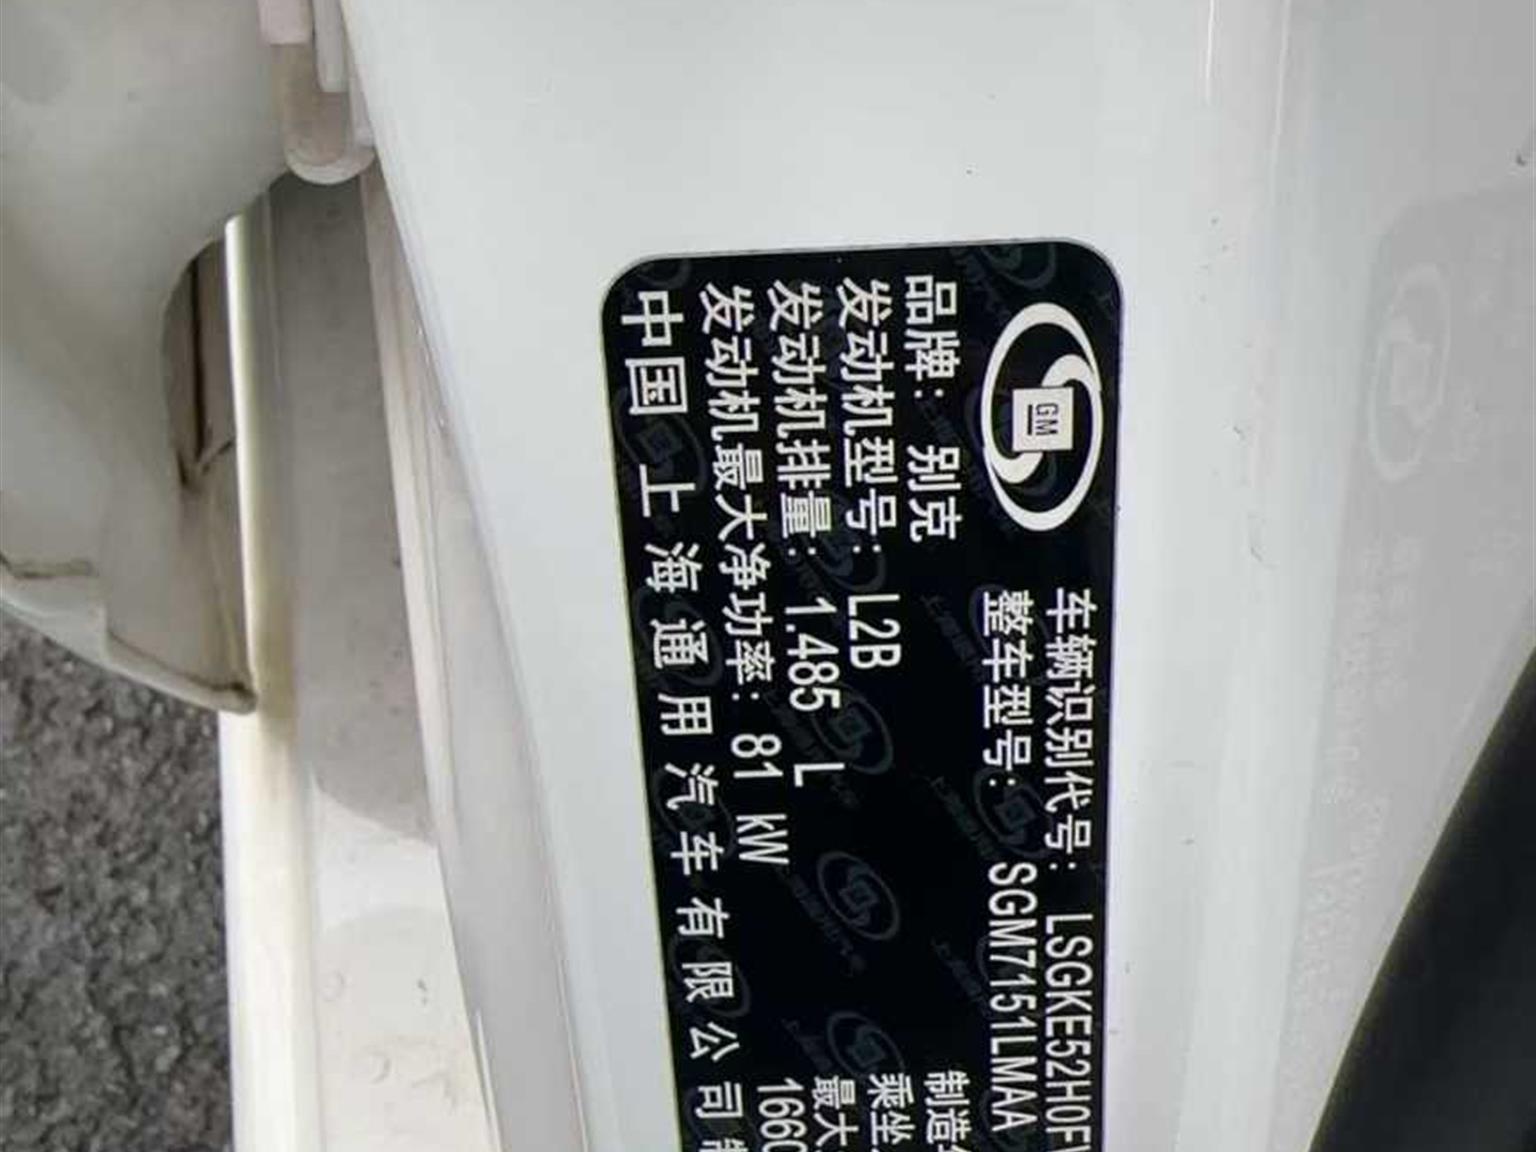 GM
车辆识别代号: LSGKE52H0F
整车型号: SGM7151LMAA
品牌: 别克 制造
发动机型号: L2B 乘坐
发动机排量: 1.485 L 最大
发动机最大净功率: 81 kW 1660
中国上海通用汽车有限公司制